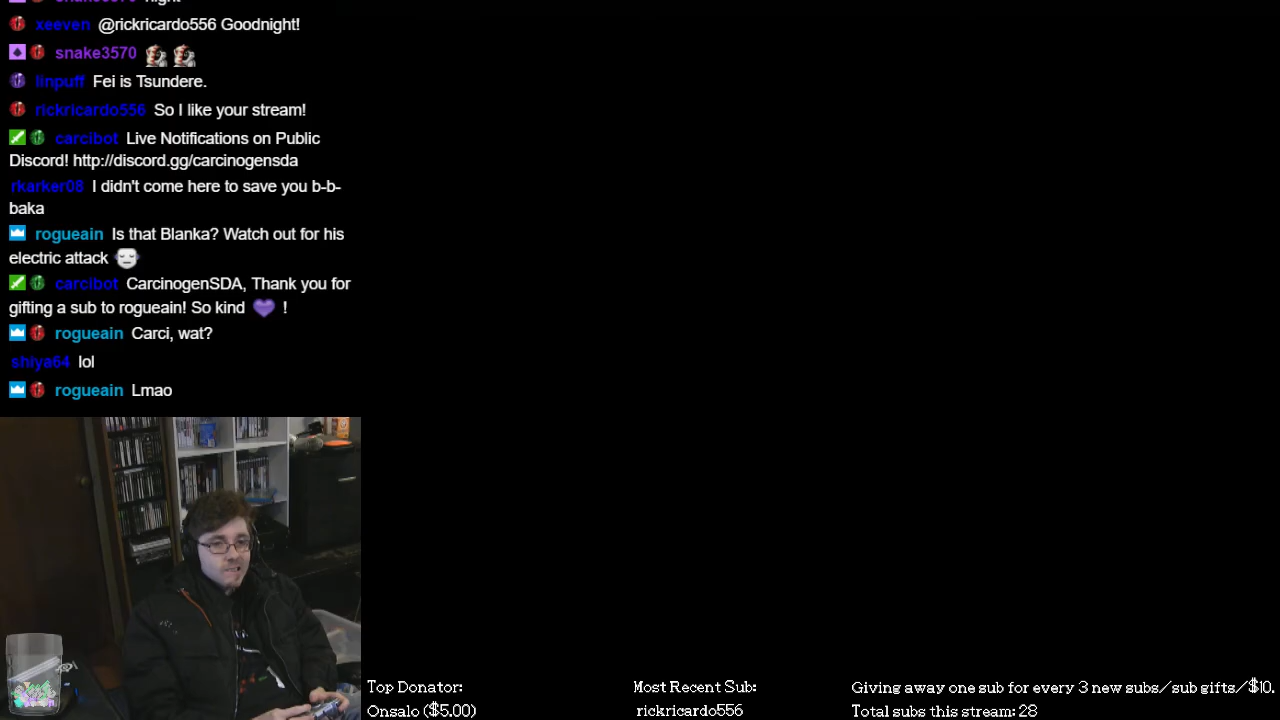 xeeven @rickricardo556 Goodnight!
snake3570
linpuff Fei is Tsundere.
rickricardo556 So I like your stream!
carcibot Live Notifications on Public
Discord! http://discord.gg/carcinogensda
rkarker08 I didn't come here to save you b-b-
baka
rogueain Is that Blanka? Watch out for his
electric attack
carcibot CarcinogenSDA, Thank you for
gifting a sub to rogueain! So kind !
rogueain Carci, wat?
shiya64 lol
rogueain Lmao
Top Donator:
Onsalo ($5.00)
Most Recent Sub:
rickricardo556
Giving away one sub for every 3 new subs/sub gifts/$10.
Total subs this stream: 28